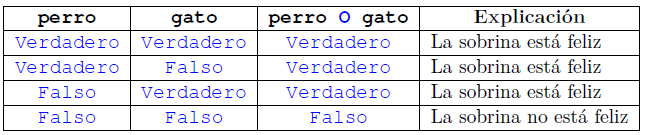 perro gato perro O gato Explicación
Verdadero Verdadero Verdadero La sobrina está feliz
Verdadero Falso Verdadero La sobrina está feliz
Falso Verdadero Verdadero La sobrina está feliz
Falso Falso Falso La sobrina no está feliz